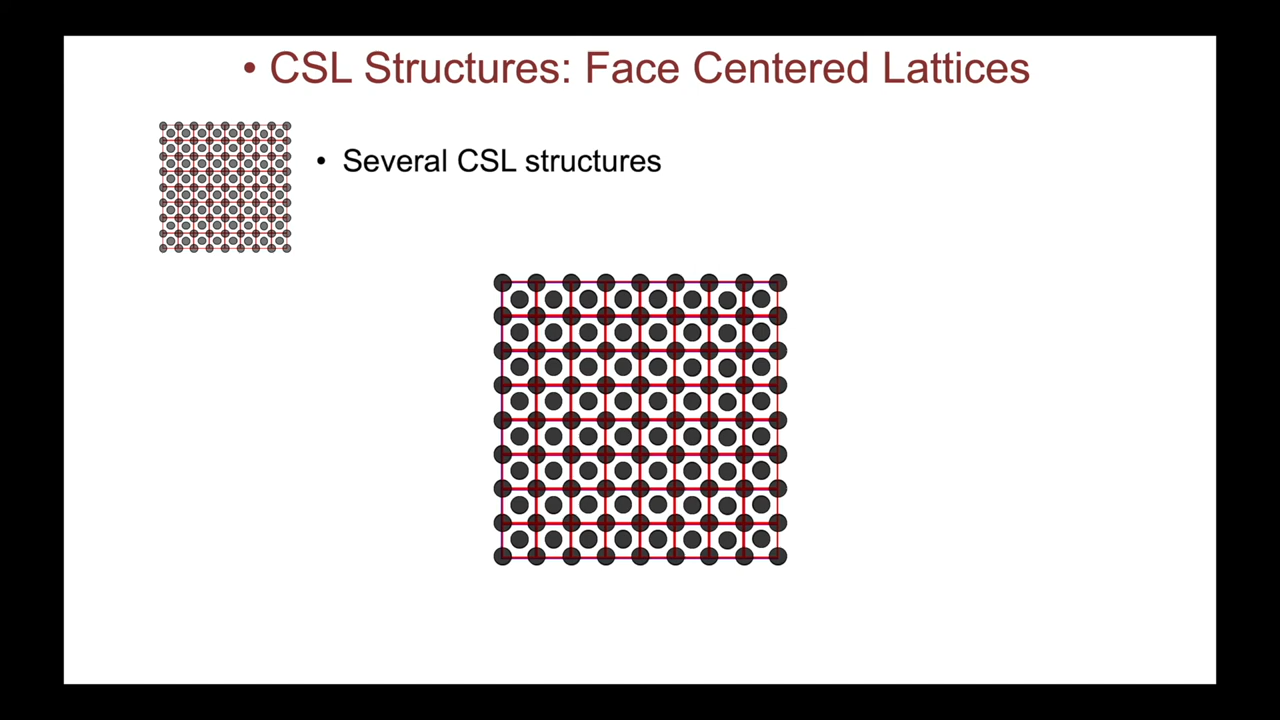 • CSL Structures: Face Centered Lattices
• Several CSL structures